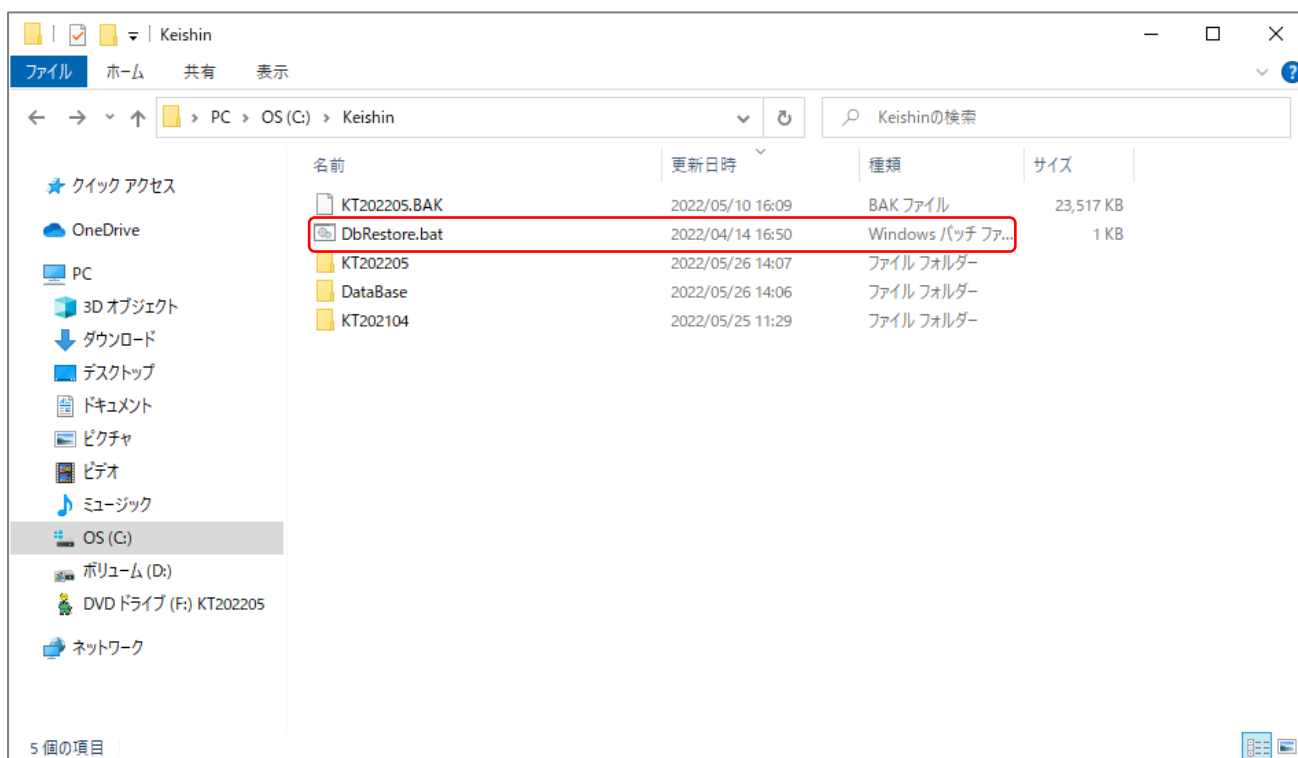 Keishin
ファイル ホーム 共有 表示
PC OS (C:) Keishin Keishinの検索
名前 更新日時 種類 サイズ
クイック アクセス
OneDrive
PC
3D オブジェクト
ダウンロード
デスクトップ
ドキュメント
ピクチャ
ビデオ
ミュージック
OS (C:)
ボリューム (D:)
DVD ドライブ (F:) KT202205
ネットワーク
KT202205.BAK 2022/05/10 16:09 BAK ファイル 23,517 KB
DbRestore.bat 2022/04/14 16:50 Windows バッチ ファ... 1 KB
KT202205 2022/05/26 14:07 ファイル フォルダー
DataBase 2022/05/26 14:06 ファイル フォルダー
KT202104 2022/05/25 11:29 ファイル フォルダー
5 個の項目